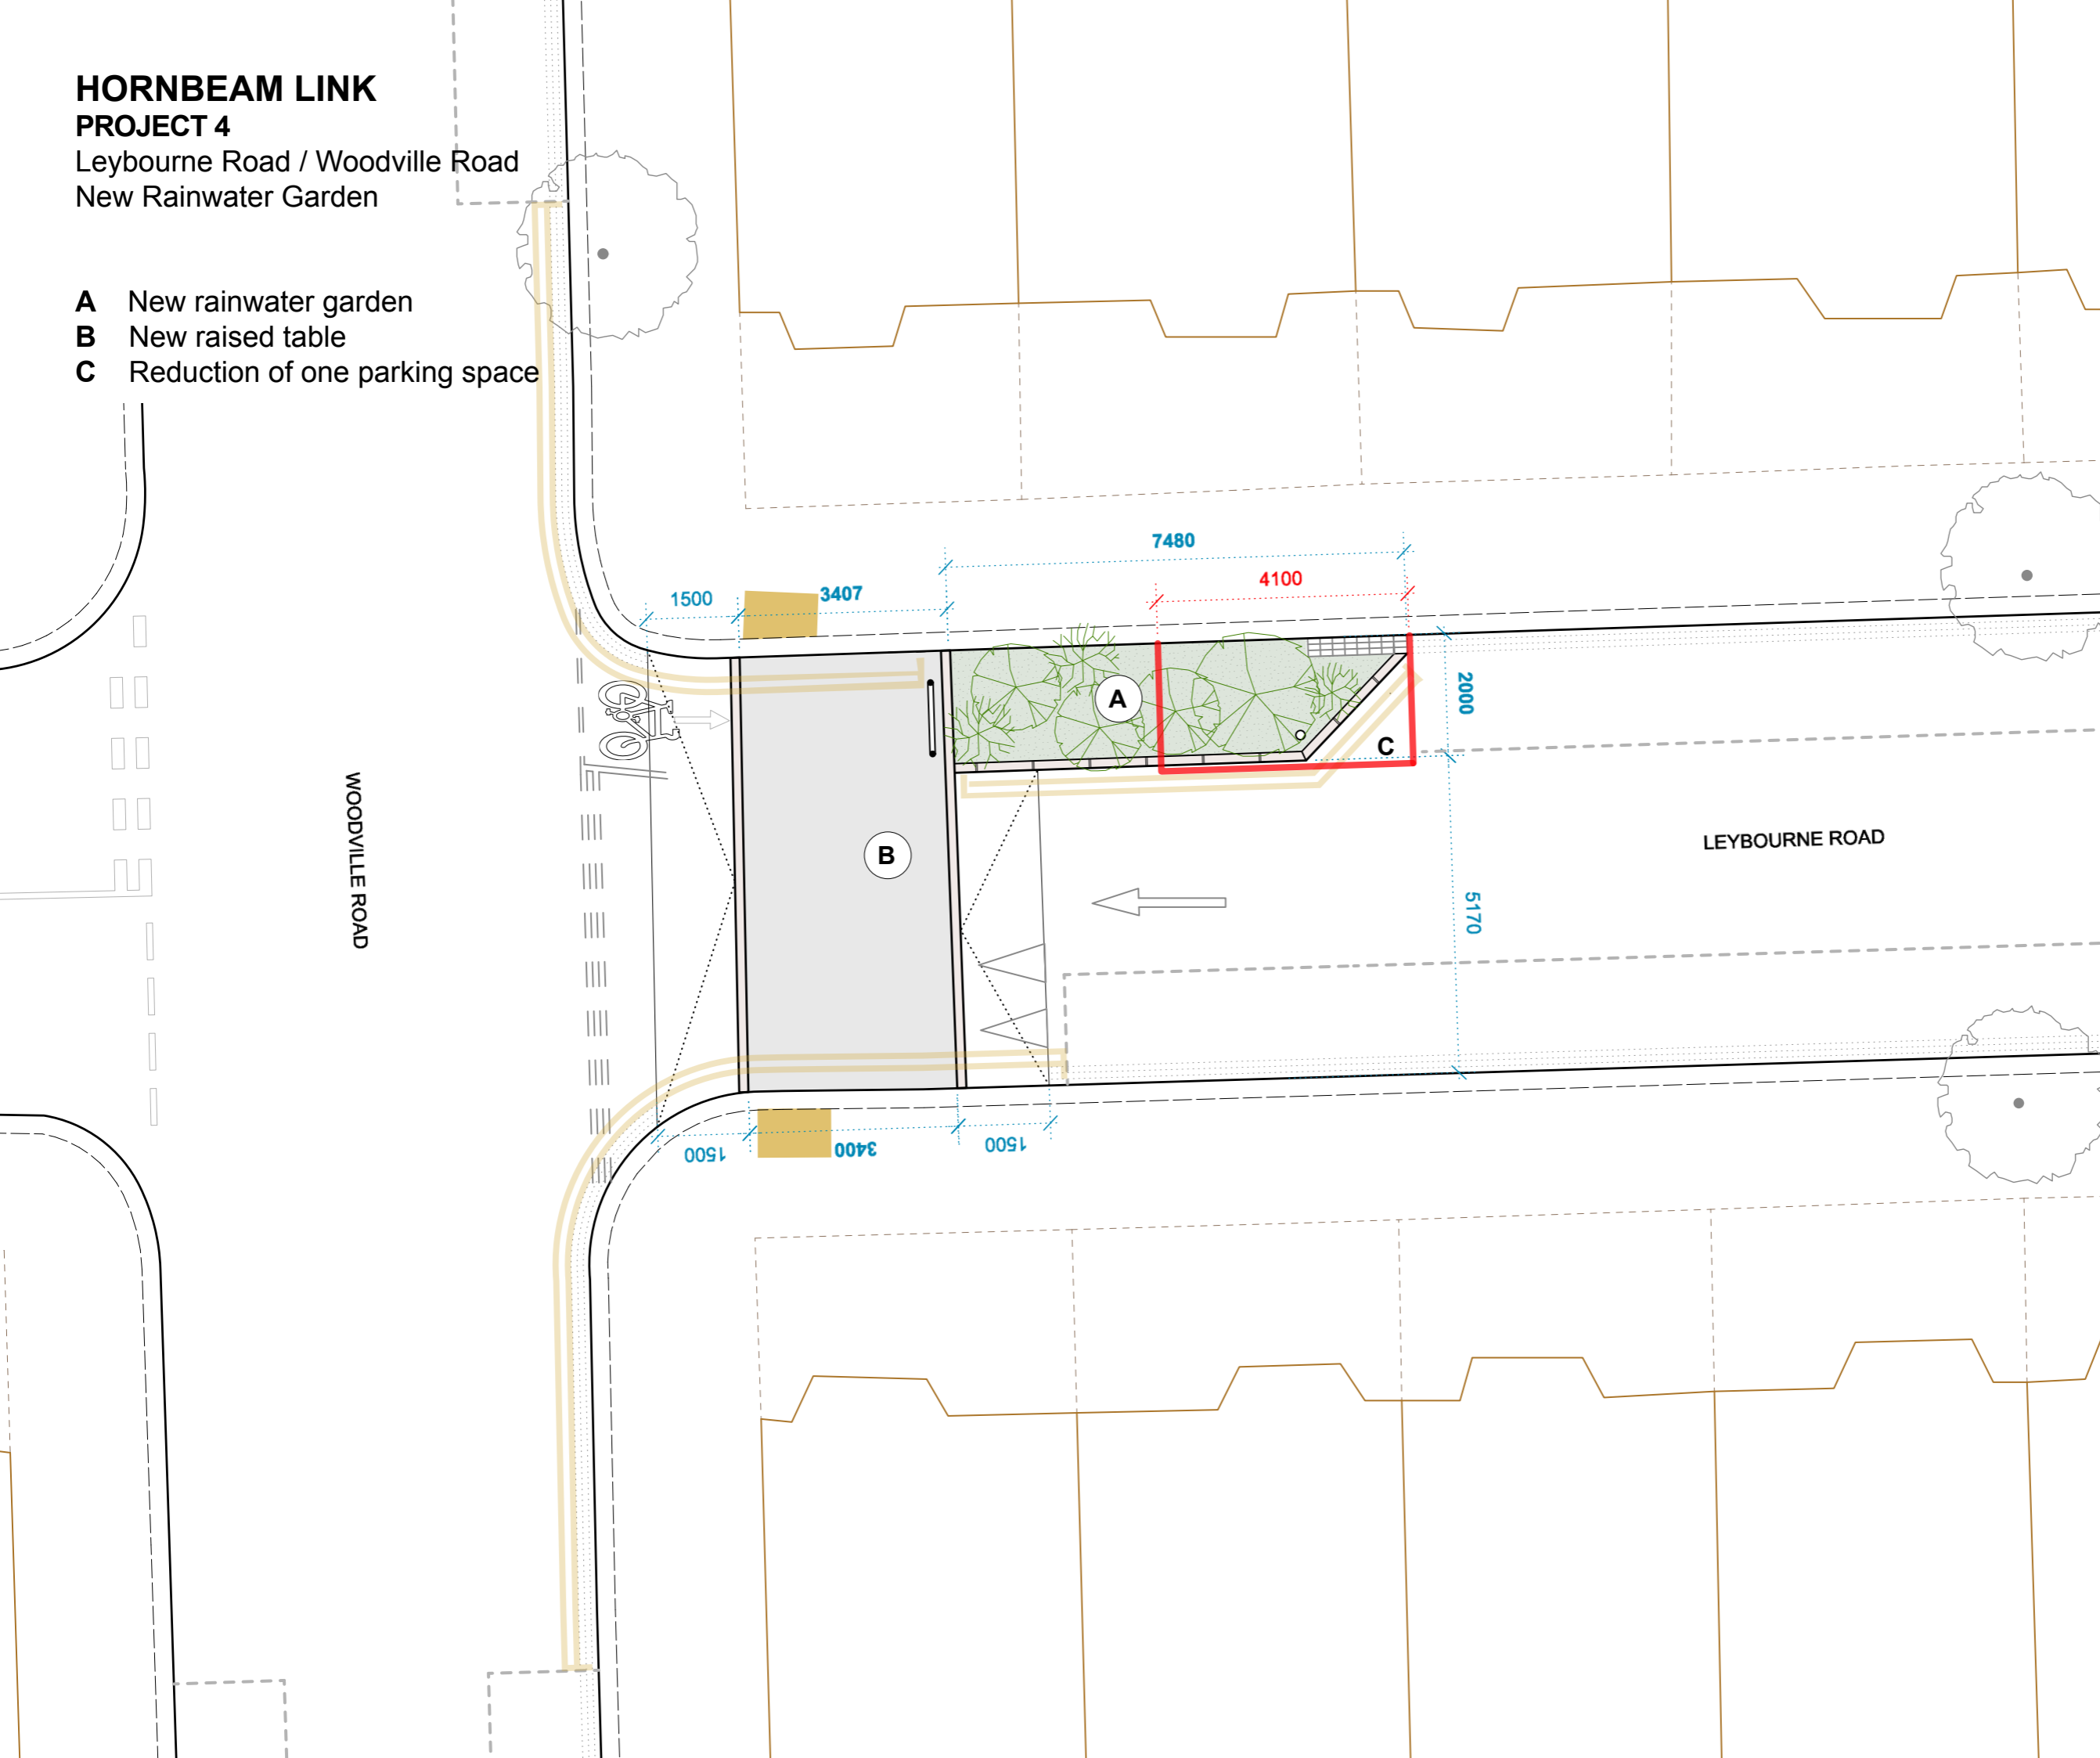 HORNBEAM LINK
PROJECT 4
Leybourne Road / Woodville Road
New Rainwater Garden
A New rainwater garden
B New raised table
C Reduction of one parking space
7480
4100
1500
3407
2000
A
C
B
WOODVILLE ROAD
LEYBOURNE ROAD
5170
1500
3400
1500